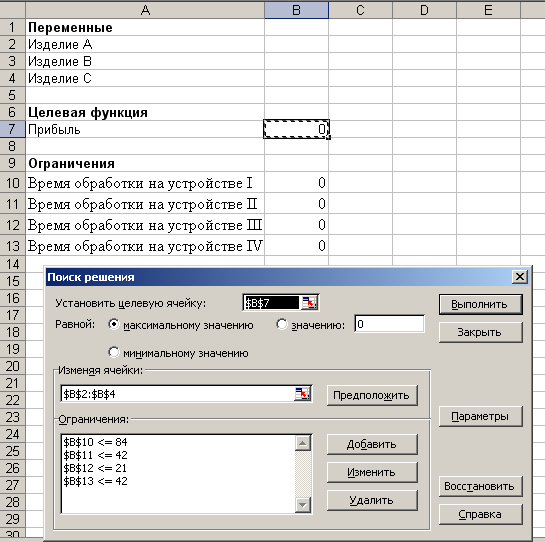 A B C D E
1 Переменные
2 Изделие А
3 Изделие В
4 Изделие С
5
6 Целевая функция
7 Прибыль 0
8
9 Ограничения
10 Время обработки на устройстве I 0
11 Время обработки на устройстве II 0
12 Время обработки на устройстве III 0
13 Время обработки на устройстве IV 0
14
15 Поиск решения
16 Установить целевую ячейку: $B$7 Выполнить
17
18 Равной: максимальному значению значению: 0 Закрыть
19
20 минимальному значению
21 Изменяя ячейки:
22 $B$2:$B$4 Предположить
23 Параметры
24 Ограничения:
25 $B$10 <= 84 Добавить
26 $B$11 <= 42 Изменить
27 $B$12 <= 21 Восстановить
28 $B$13 <= 42 Удалить
29 Справка
30